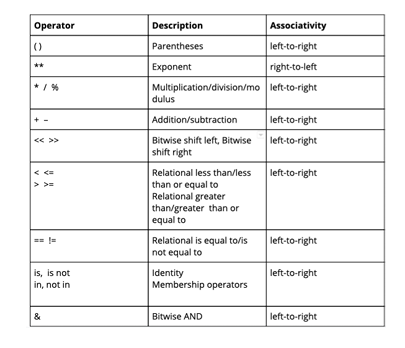 Operator Description Associativity
( ) Parentheses left-to-right
** Exponent right-to-left
* / % Multiplication/division/mo left-to-right
dulus
+ – Addition/subtraction left-to-right
<< >> Bitwise shift left, Bitwise left-to-right
shift right
< <= Relational less than/less left-to-right
> >= than or equal to
Relational greater
than/greater than or
equal to
== != Relational is equal to/is left-to-right
not equal to
is, is not Identity left-to-right
in, not in Membership operators
& Bitwise AND left-to-right